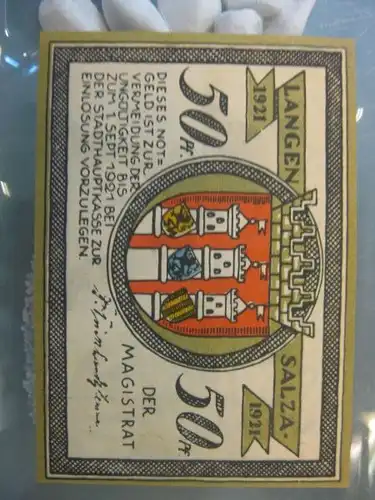 LANGEN SALZA.
1921 1921
50 Pf. 50 Pf.
DIESES NOT=
GELD IST ZUR
VERMEIDUNG DER
UNGÜLTIGKEIT BIS
ZUM 1. SEPT 1921 BEI
DER STADTHAUPTKASSE ZUR
EINLÖSUNG VORZULEGEN.
DER
MAGISTRAT